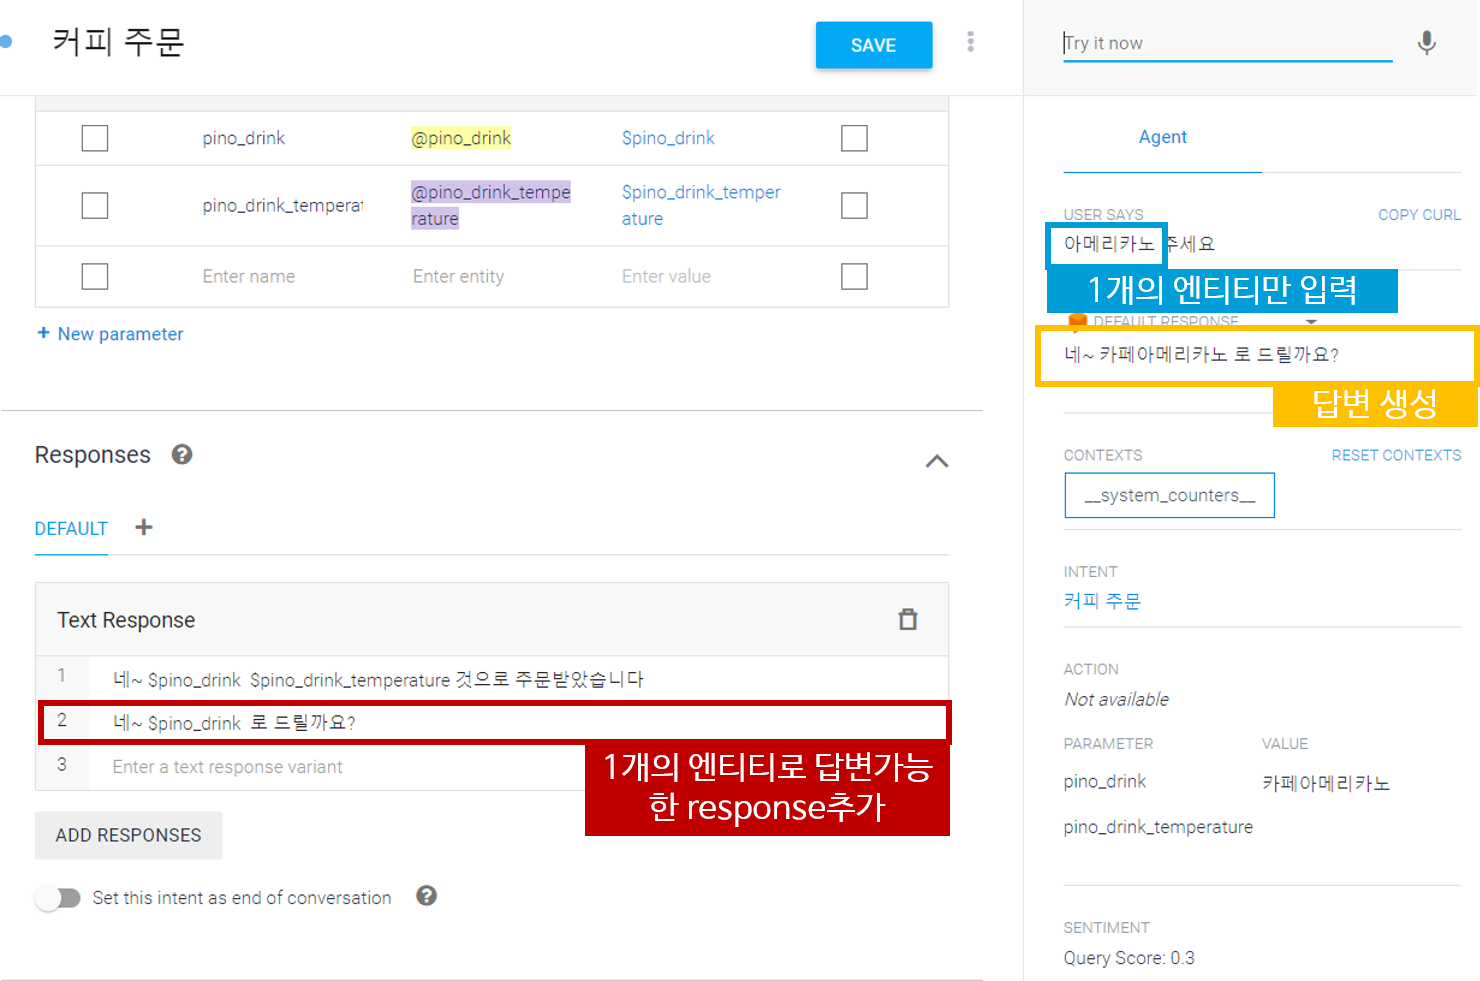 커피 주문
SAVE
pino_drink @pino_drink $pino_drink
pino_drink_temperat @pino_drink_tempe
rature $pino_drink_temper
ature
Enter name Enter entity Enter value
+ New parameter
Responses
DEFAULT +
Text Response
1 네~ $pino_drink $pino_drink_temperature 것으로 주문받았습니다
2 네~ $pino_drink 로 드릴까요?
3 Enter a text response variant
1개의 엔티티로 답변가능
한 response추가
ADD RESPONSES
Set this intent as end of conversation
Try it now
Agent
USER SAYS COPY CURL
아메리카노 주세요
1개의 엔티티만 입력
DEFAULT RESPONSE
네~ 카페아메리카노 로 드릴까요?
답변 생성
CONTEXTS RESET CONTEXTS
__system_counters__
INTENT
커피 주문
ACTION
Not available
PARAMETER VALUE
pino_drink 카페아메리카노
pino_drink_temperature
SENTIMENT
Query Score: 0.3